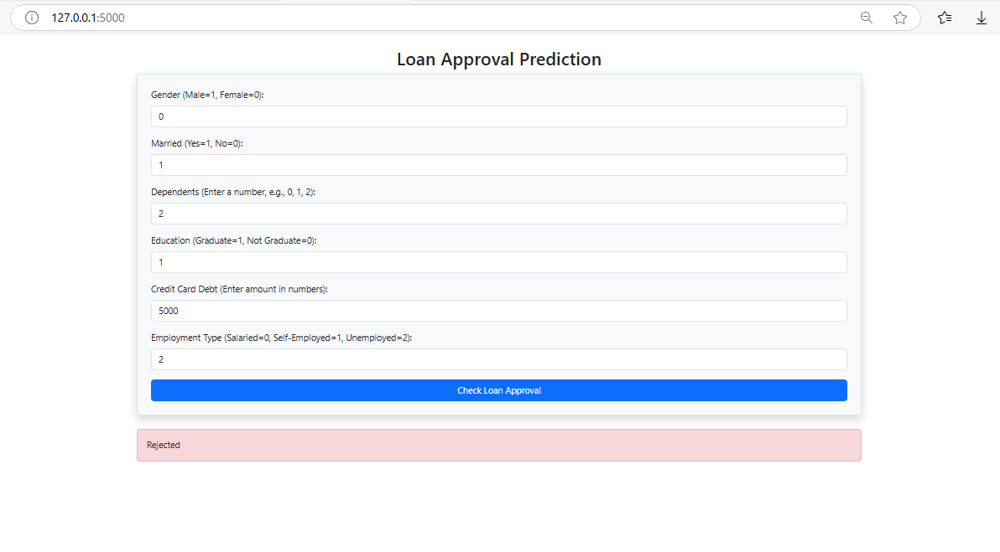 127.0.0.1:5000
Loan Approval Prediction
Gender (Male=1, Female=0):
0
Married (Yes=1, No=0):
1
Dependents (Enter a number, e.g., 0, 1, 2):
2
Education (Graduate=1, Not Graduate=0):
1
Credit Card Debt (Enter amount in numbers):
5000
Employment Type (Salaried=0, Self-Employed=1, Unemployed=2):
2
Check Loan Approval
Rejected